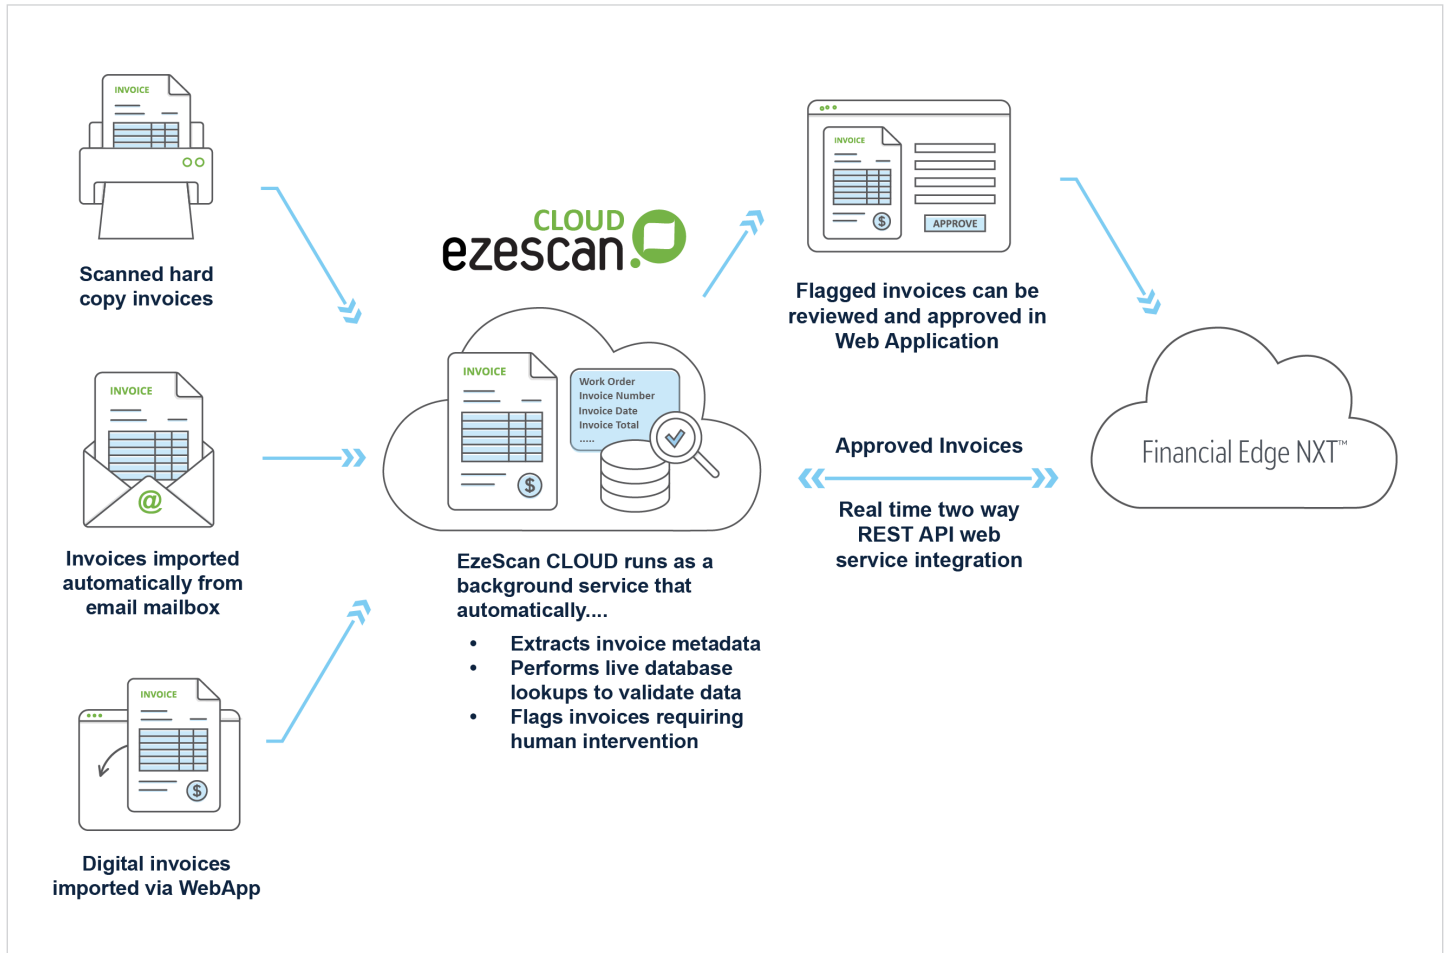 INVOICE
Scanned hard
copy invoices
INVOICE
@
Invoices imported
automatically from
email mailbox
INVOICE
$
Digital invoices
imported via WebApp
CLOUD
ezescan
INVOICE
$
Work Order
Invoice Number
Invoice Date
Invoice Total
.....
EzeScan CLOUD runs as a
background service that
automatically....
• Extracts invoice metadata
• Performs live database
lookups to validate data
• Flags invoices requiring
human intervention
INVOICE
$
APPROVE
Flagged invoices can be
reviewed and approved in
Web Application
Approved Invoices
Real time two way
REST API web
service integration
Financial Edge NXT™